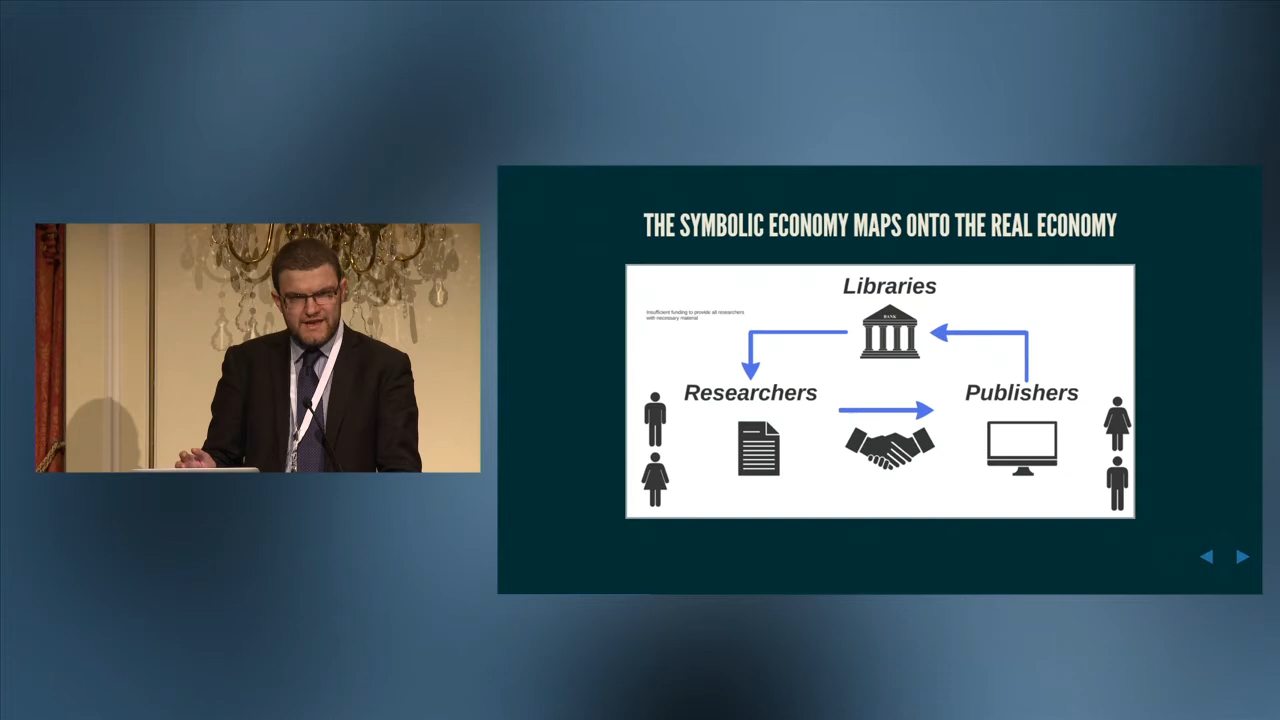 THE SYMBOLIC ECONOMY MAPS ONTO THE REAL ECONOMY
Libraries
Insufficient funding to provide all researchers
with necessary material
BANK
Researchers
Publishers